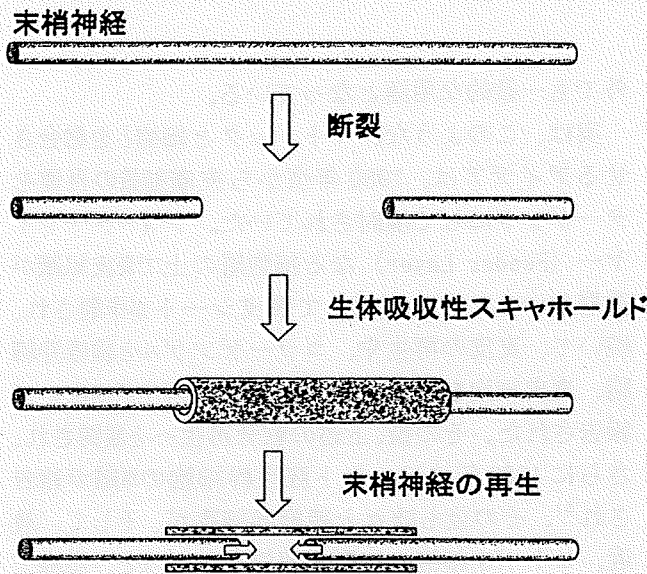 末梢神経
断裂
生体吸収性スキャホールド
末梢神経の再生